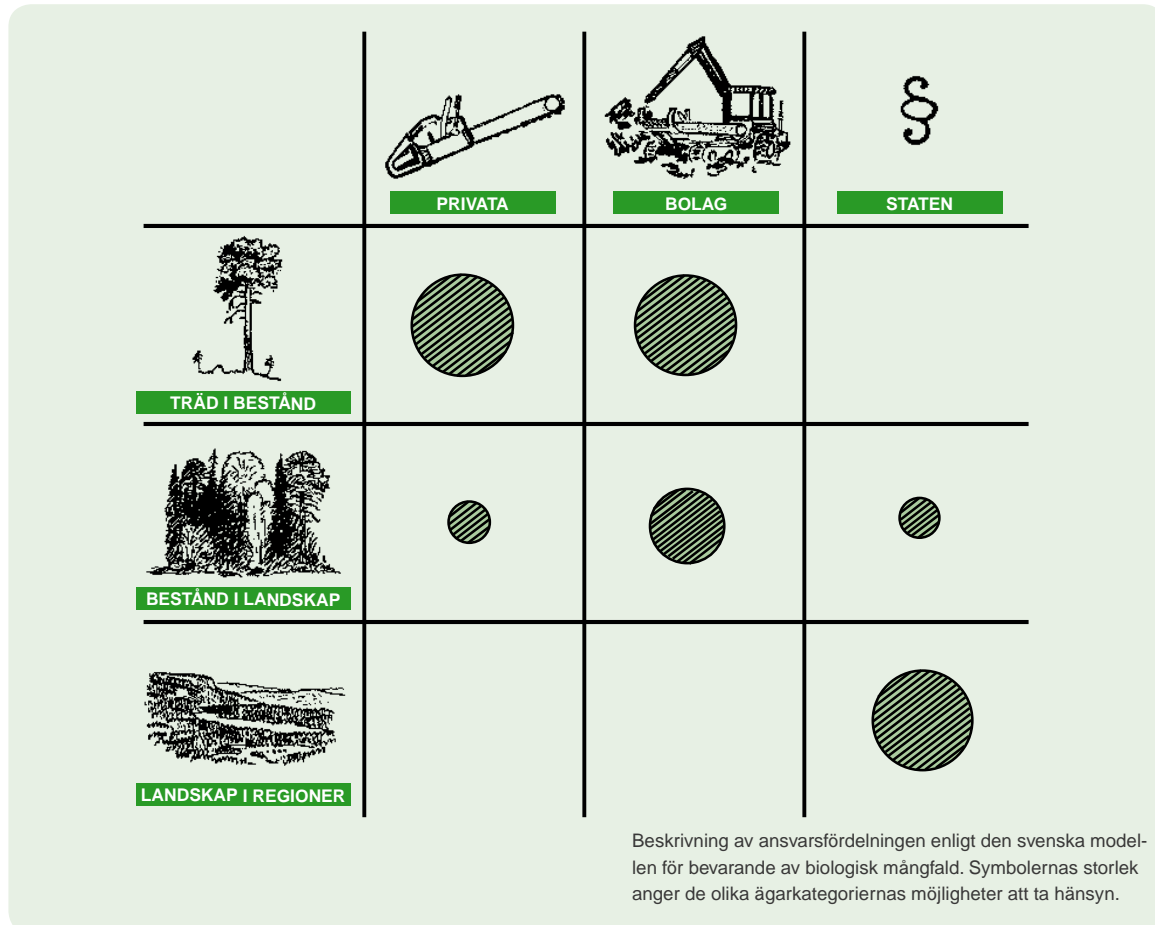 §
PRIVATA
BOLAG
STATEN
TRÄD I BESTÅND
BESTÅND I LANDSKAP
LANDSKAP I REGIONER
Beskrivning av ansvarsfördelningen enligt den svenska model-
len för bevarande av biologisk mångfald. Symbolernas storlek
anger de olika ägarkategoriernas möjligheter att ta hänsyn.